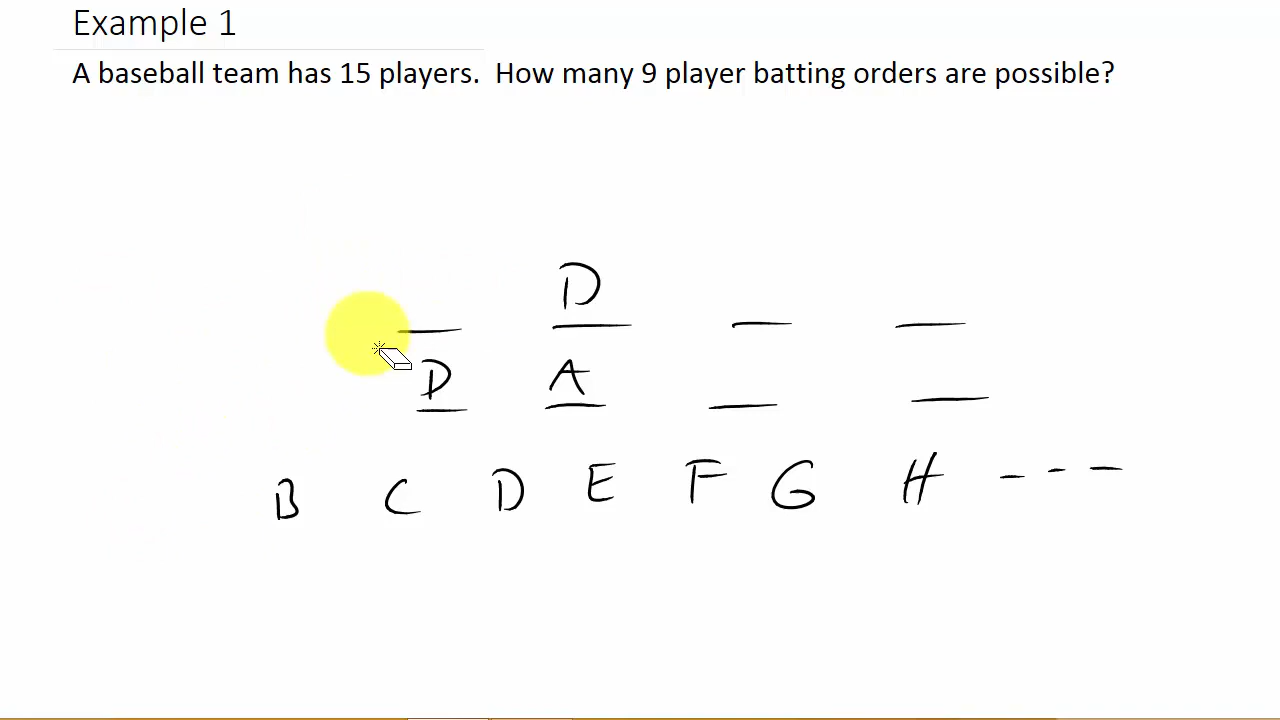 Example 1
A baseball team has 15 players. How many 9 player batting orders are possible?
D
D A
B C D E F G H ---